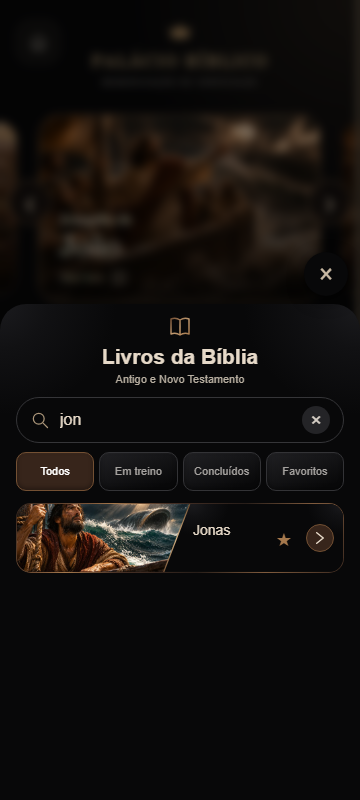 Livros da Bíblia
Antigo e Novo Testamento
jon
Todos
Em treino
Concluídos
Favoritos
Jonas